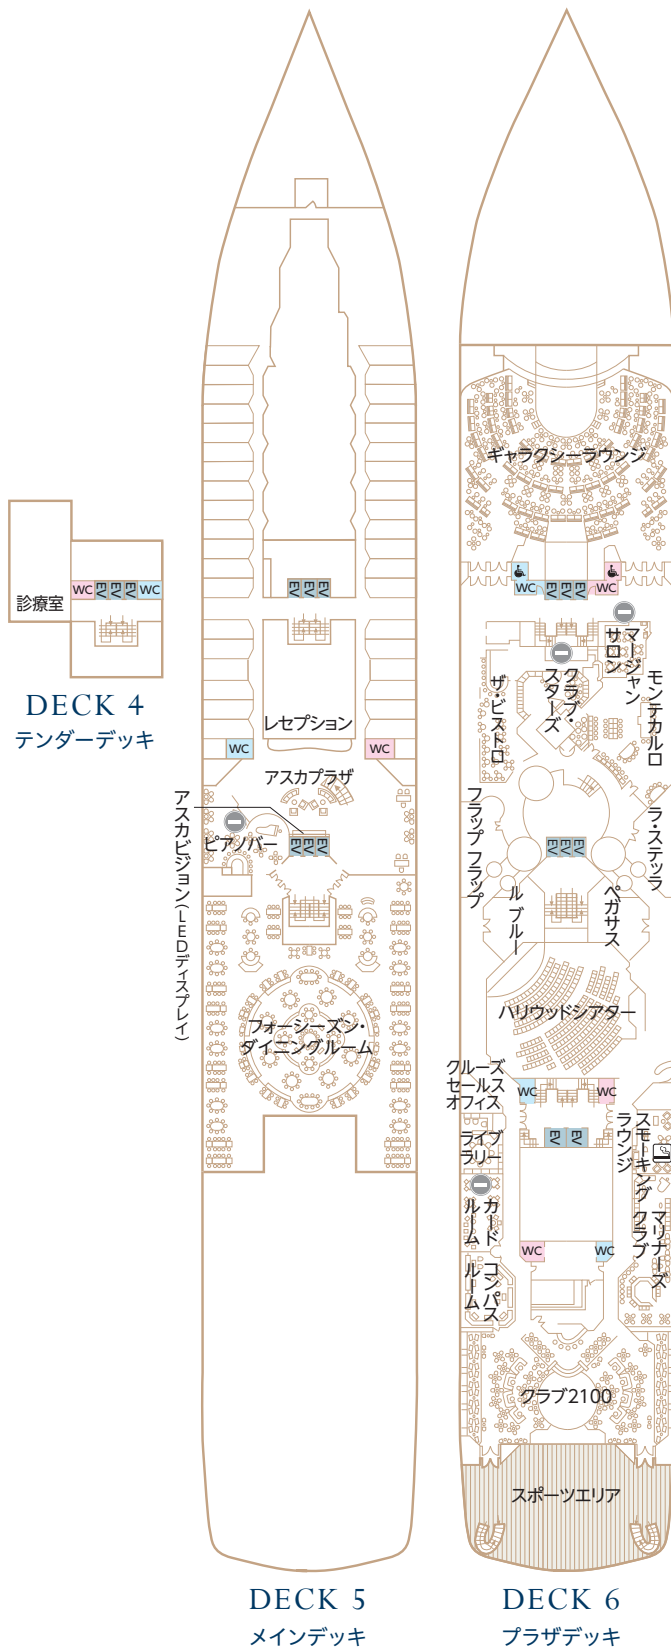 診療室
WC
EV
EV
EV
WC
DECK 4
テンダーデッキ
EV
EV
EV
レセプション
WC
WC
アスカプラザ
アスカビジョン(LEDディスプレイ)
ピアノバー
EV
EV
EV
フォーシーズン・
ダイニングルーム
DECK 5
メインデッキ
ギャラクシーラウンジ
WC
EV
EV
EV
WC
マージャン
サロン
クラブ・
スターズ
ザ・ビストロ
モンテカルロ
フラップ フラップ
EV
EV
EV
ラ・ステッラ
ル ブルー
ペガサス
ハリウッドシアター
クルーズ
セールス
オフィス
WC
WC
ライブ
ラリー
EV
EV
スモーキング
ラウンジ
カード
ルーム
マリナーズ
クラブ
WC
WC
コンパス
ルーム
クラブ2100
スポーツエリア
DECK 6
プラザデッキ